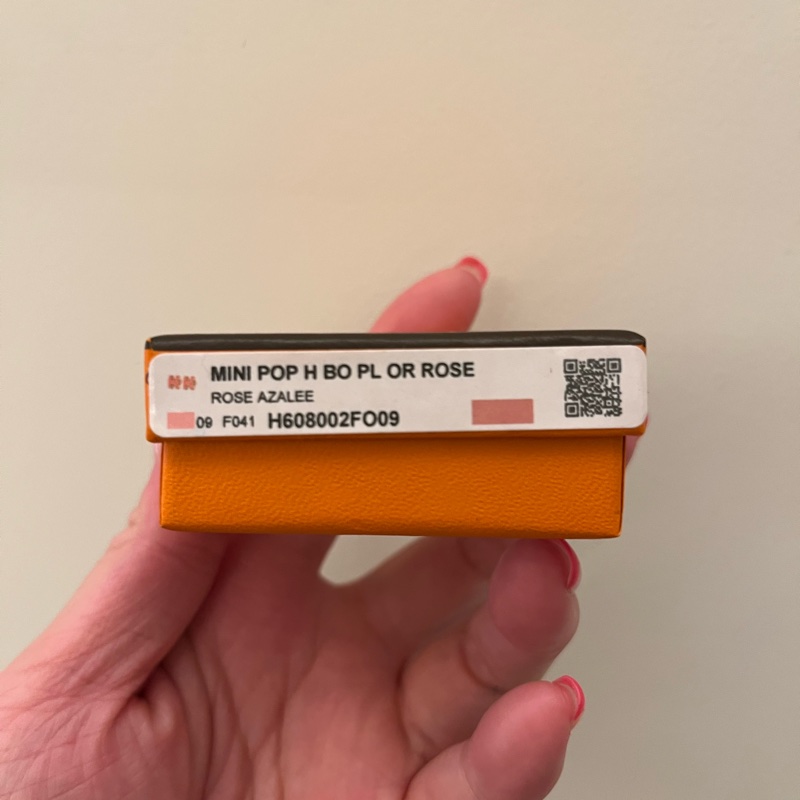 MINI POP H BO PL OR ROSE
ROSE AZALEE
09 F041 H608002FO09